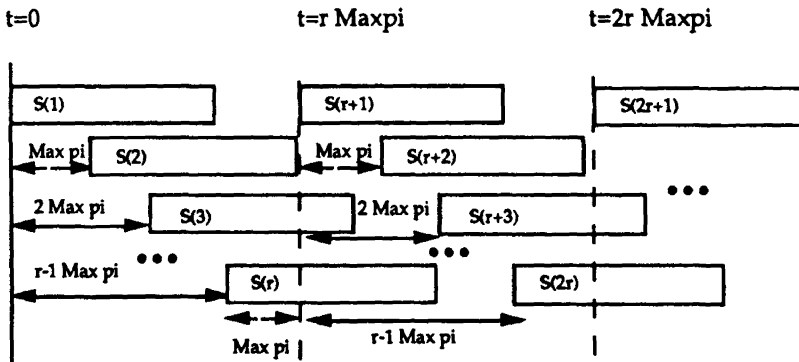 t=0 t=r Maxpi t=2r Maxpi
S(1) S(r+1) S(2r+1)
Max pi S(2) Max pi S(r+2)
2 Max pi S(3) 2 Max pi S(r+3)
r-1 Max pi S(r) S(2r)
Max pi r-1 Max pi